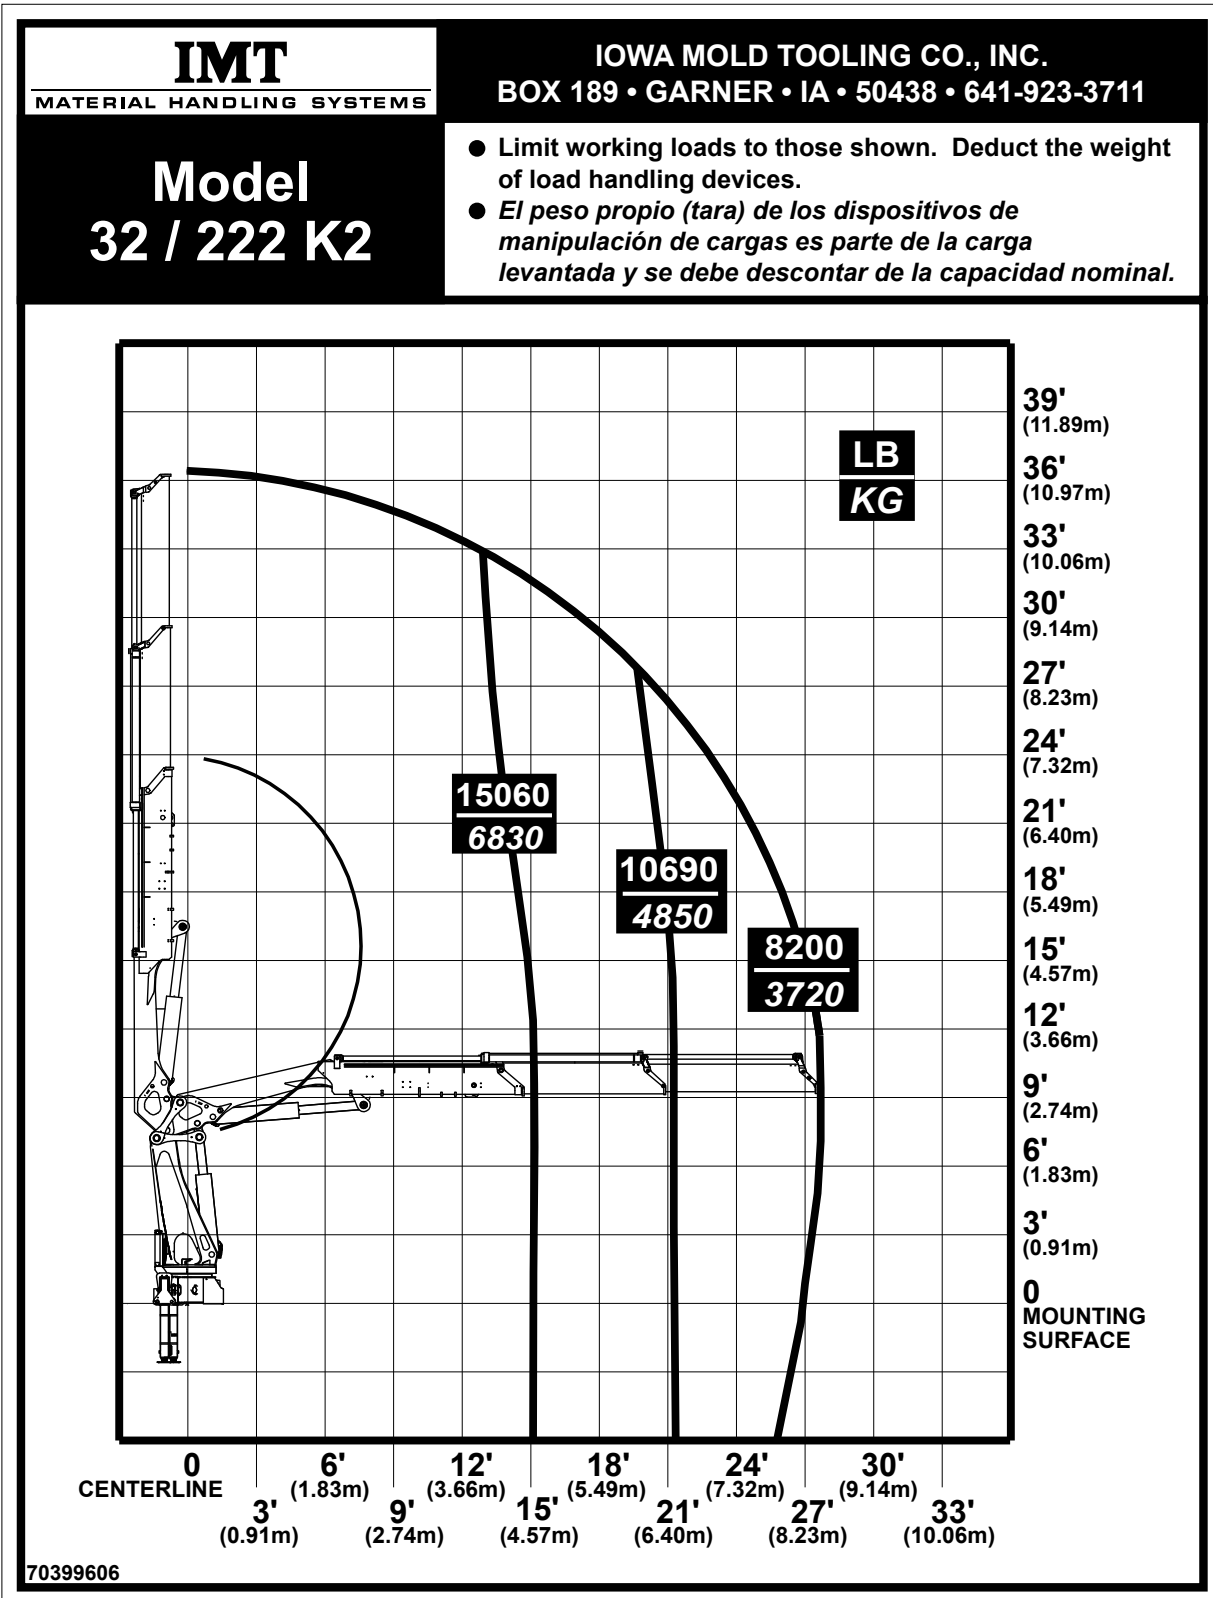 IMT
MATERIAL HANDLING SYSTEMS
IOWA MOLD TOOLING CO., INC.
BOX 189 • GARNER • IA • 50438 • 641-923-3711
Model
32 / 222 K2
● Limit working loads to those shown. Deduct the weight
of load handling devices.
● El peso propio (tara) de los dispositivos de
manipulación de cargas es parte de la carga
levantada y se debe descontar de la capacidad nominal.
LB
KG
39'
(11.89m)
36'
(10.97m)
33'
(10.06m)
30'
(9.14m)
27'
(8.23m)
24'
(7.32m)
21'
(6.40m)
18'
(5.49m)
15'
(4.57m)
12'
(3.66m)
9'
(2.74m)
6'
(1.83m)
3'
(0.91m)
0
MOUNTING
SURFACE
15060
6830
10690
4850
8200
3720
0 6' 12' 18' 24' 30'
CENTERLINE (1.83m) (3.66m) (5.49m) (7.32m) (9.14m)
3' 9' 15' 21' 27' 33'
(0.91m) (2.74m) (4.57m) (6.40m) (8.23m) (10.06m)
70399606